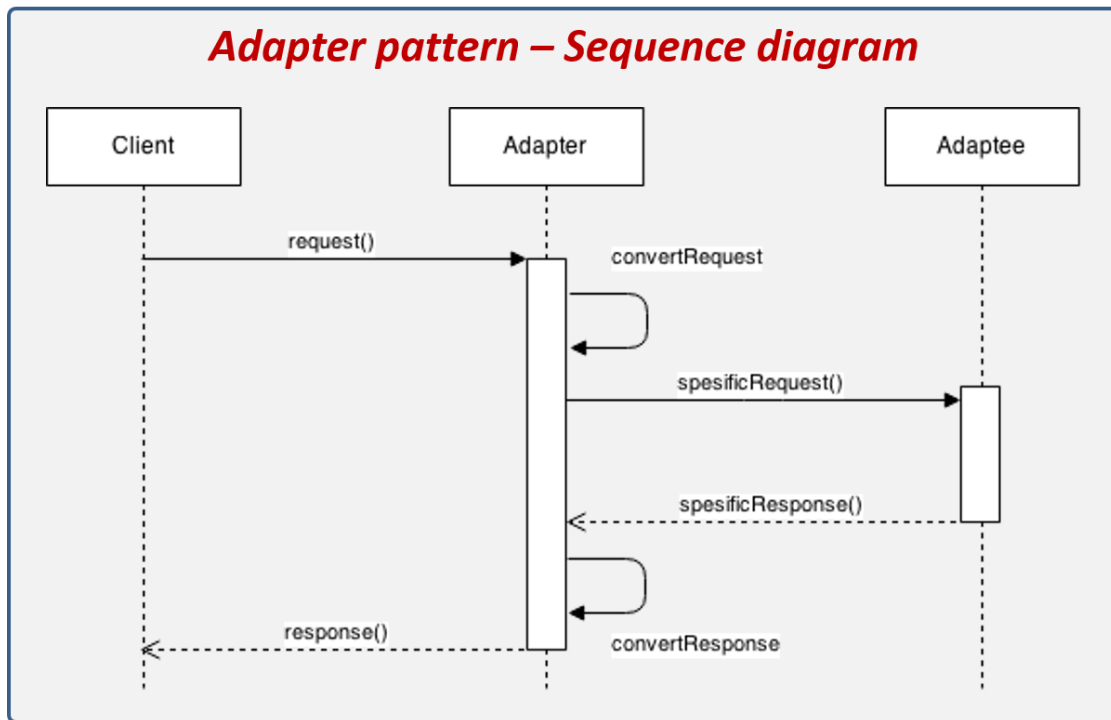 Adapter pattern – Sequence diagram
Client
Adapter
Adaptee
request()
convertRequest
spesificRequest()
spesificResponse()
response()
convertResponse